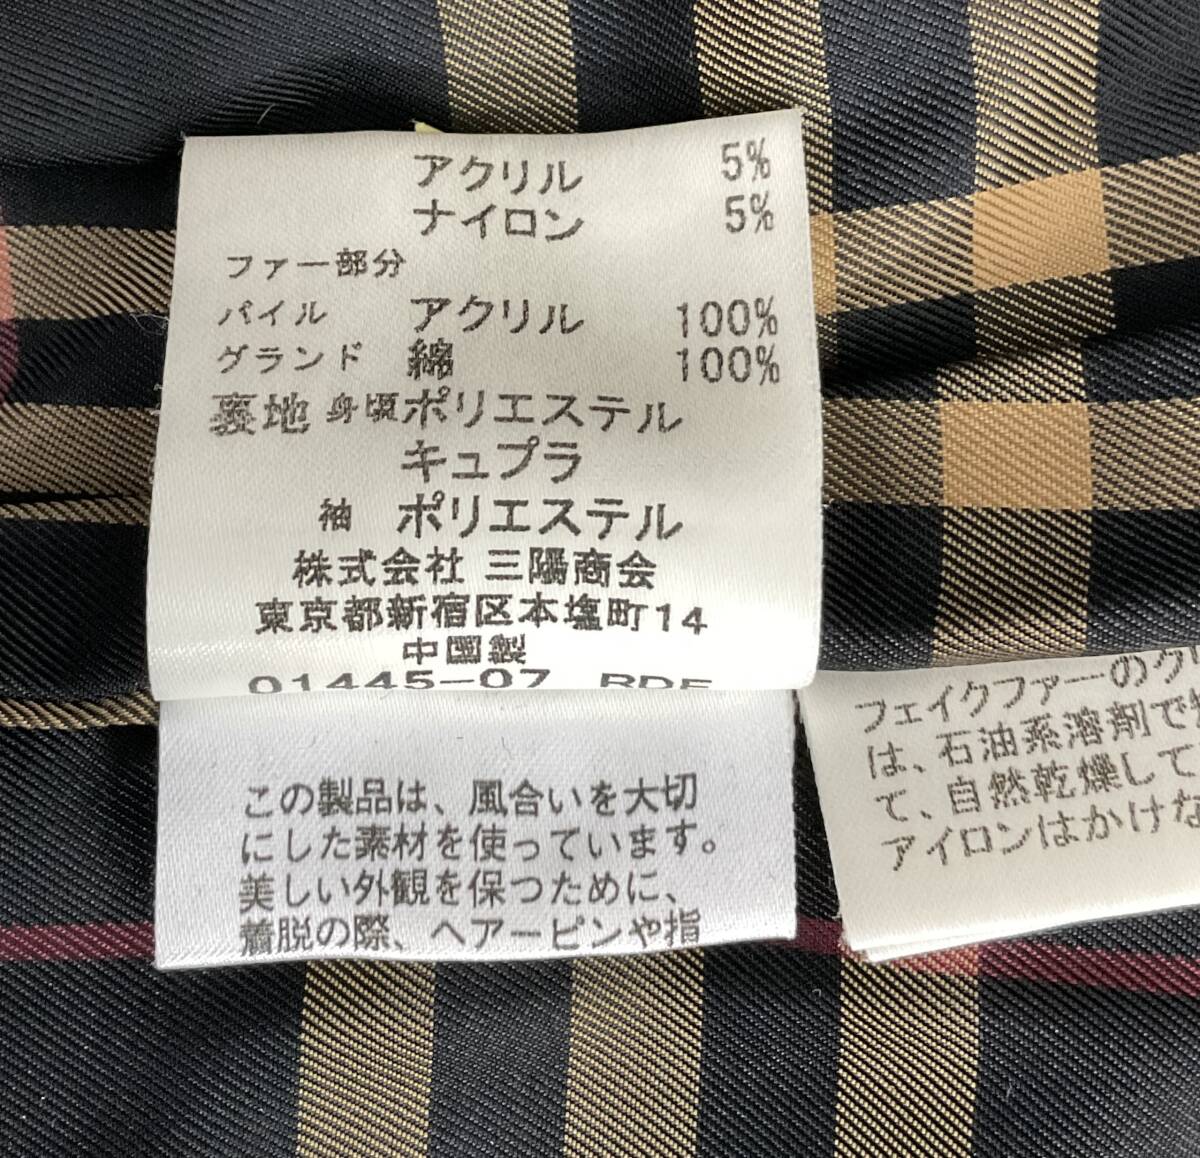 アクリル 5%
ナイロン 5%
ファー部分
パイル アクリル 100%
グランド 綿 100%
裏地 身頃 ポリエステル
キュプラ
袖 ポリエステル
株式会社 三陽商会
東京都新宿区本塩町14
中国製
01445-07 RDF
この製品は、風合いを大切
にした素材を使っています。
美しい外観を保つために、
着脱の際、ヘアーピンや指
フェイクファーのクリ
は、石油系溶剤で
て、自然乾燥して
アイロンはかけな